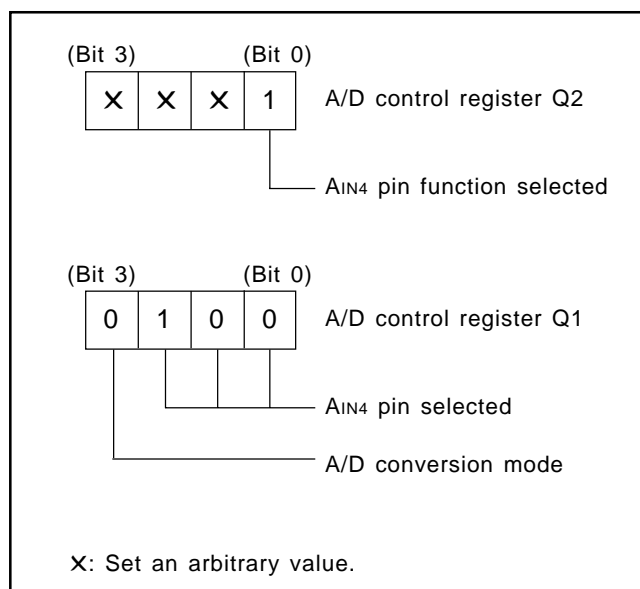 (Bit 3) (Bit 0)
✕ ✕ ✕ 1 A/D control register Q2
AIN4 pin function selected
(Bit 3) (Bit 0)
0 1 0 0 A/D control register Q1
AIN4 pin selected
A/D conversion mode
✕: Set an arbitrary value.